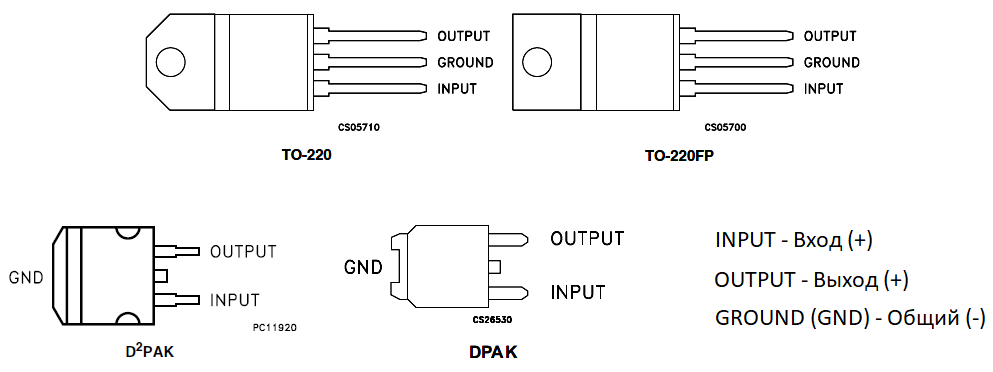 OUTPUT
GROUND
INPUT
CS05710
TO-220
OUTPUT
GROUND
INPUT
CS05700
TO-220FP
GND
OUTPUT
INPUT
PC11920
D²PAK
GND
OUTPUT
INPUT
CS26530
DPAK
INPUT - Вход (+)
OUTPUT - Выход (+)
GROUND (GND) - Общий (-)